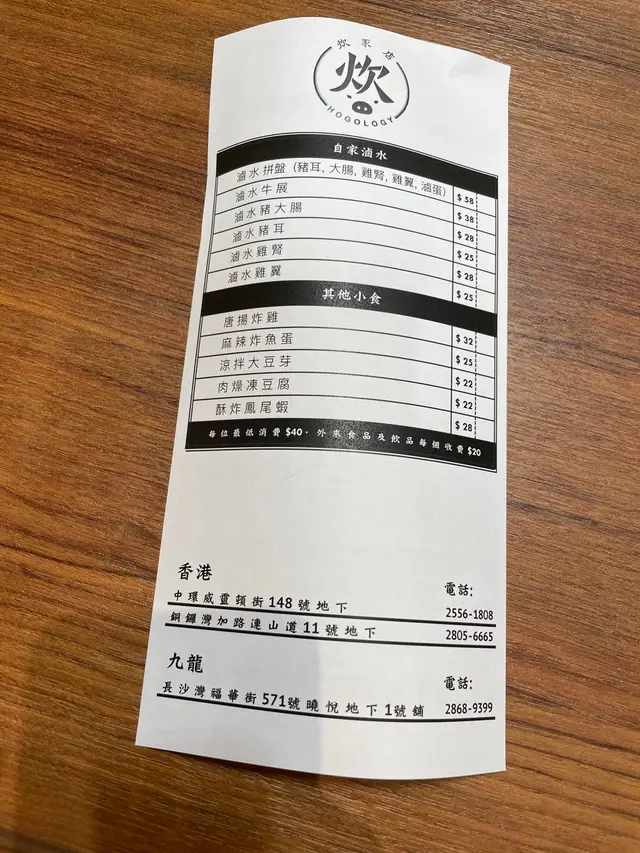 炊家店
炊
HOGOLOGY
自家滷水
滷水拼盤 (豬耳, 大腸, 雞腎, 雞翼, 滷蛋) $58
滷水牛展 $38
滷水豬大腸 $28
滷水豬耳 $25
滷水雞腎 $28
滷水雞翼 $25
其他小食
唐揚炸雞 $32
麻辣炸魚蛋 $25
涼拌大豆芽 $22
肉燥凍豆腐 $22
酥炸鳳尾蝦 $28
每位最低消費 $40· 外來食品及飲品每個收費 $20
香港 電話:
中環威靈頓街148號地下 2556-1808
銅鑼灣加路連山道11號地下 2805-6665
九龍 電話:
長沙灣福華街571號曉悅地下1號舖 2868-9399